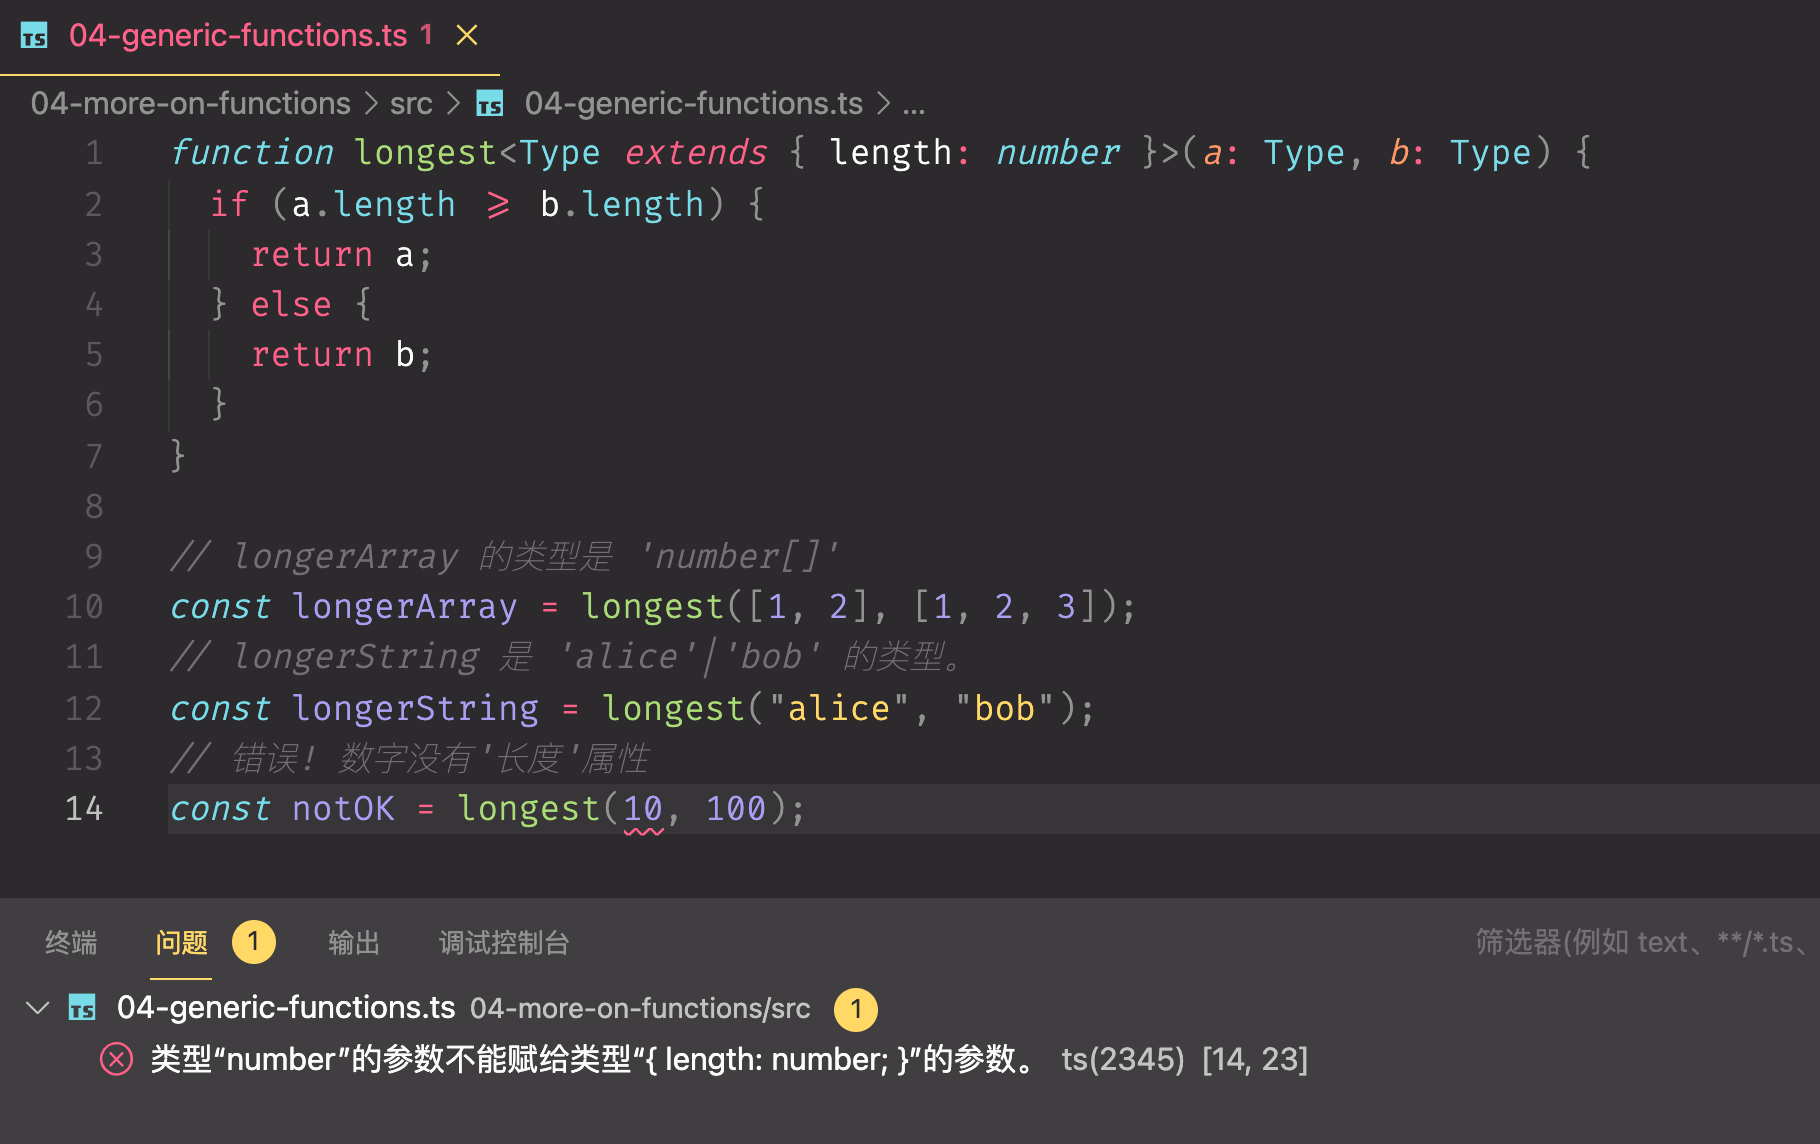 TS 04-generic-functions.ts 1
04-more-on-functions > src > TS 04-generic-functions.ts > ...
1 function longest<Type extends { length: number }>(a: Type, b: Type) {
2 if (a.length >= b.length) {
3 return a;
4 } else {
5 return b;
6 }
7 }
8
9 // longerArray 的类型是 'number[]'
10 const longerArray = longest([1, 2], [1, 2, 3]);
11 // longerString 是 'alice'|'bob' 的类型。
12 const longerString = longest("alice", "bob");
13 // 错误! 数字没有'长度'属性
14 const notOK = longest(10, 100);
终端 问题 1 输出 调试控制台 筛选器(例如 text、**/*.ts、
TS 04-generic-functions.ts 04-more-on-functions/src 1
类型“number”的参数不能赋给类型“{ length: number; }”的参数。 ts(2345) [14, 23]